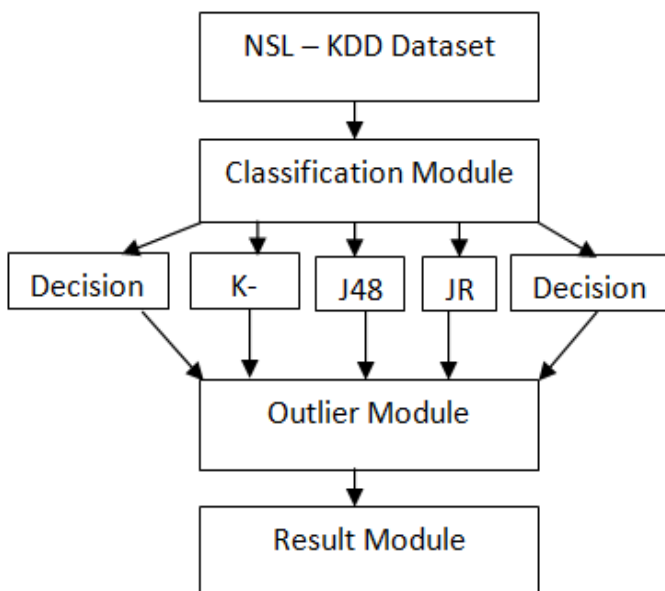 NSL – KDD Dataset
Classification Module
Decision
K-
J48
JR
Decision
Outlier Module
Result Module